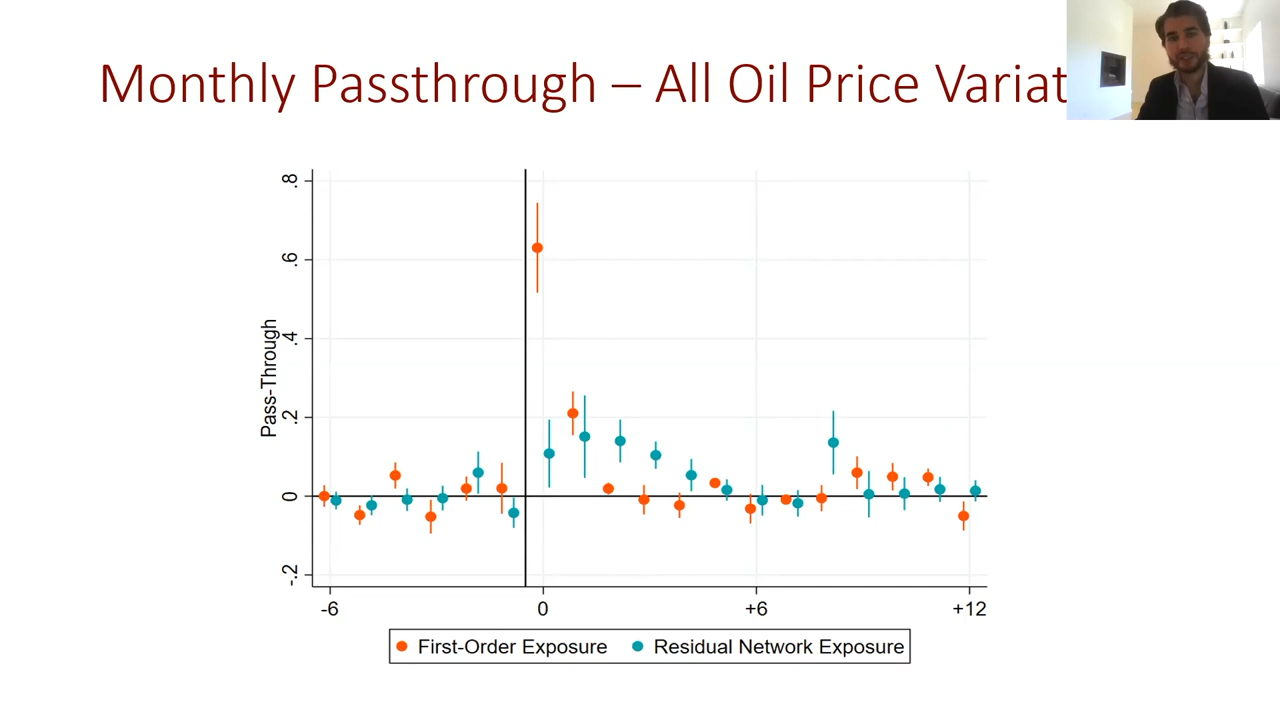 Monthly Passthrough – All Oil Price Variat
.8
.6
.4
.2
0
-.2
Pass-Through
-6 0 +6 +12
First-Order Exposure Residual Network Exposure